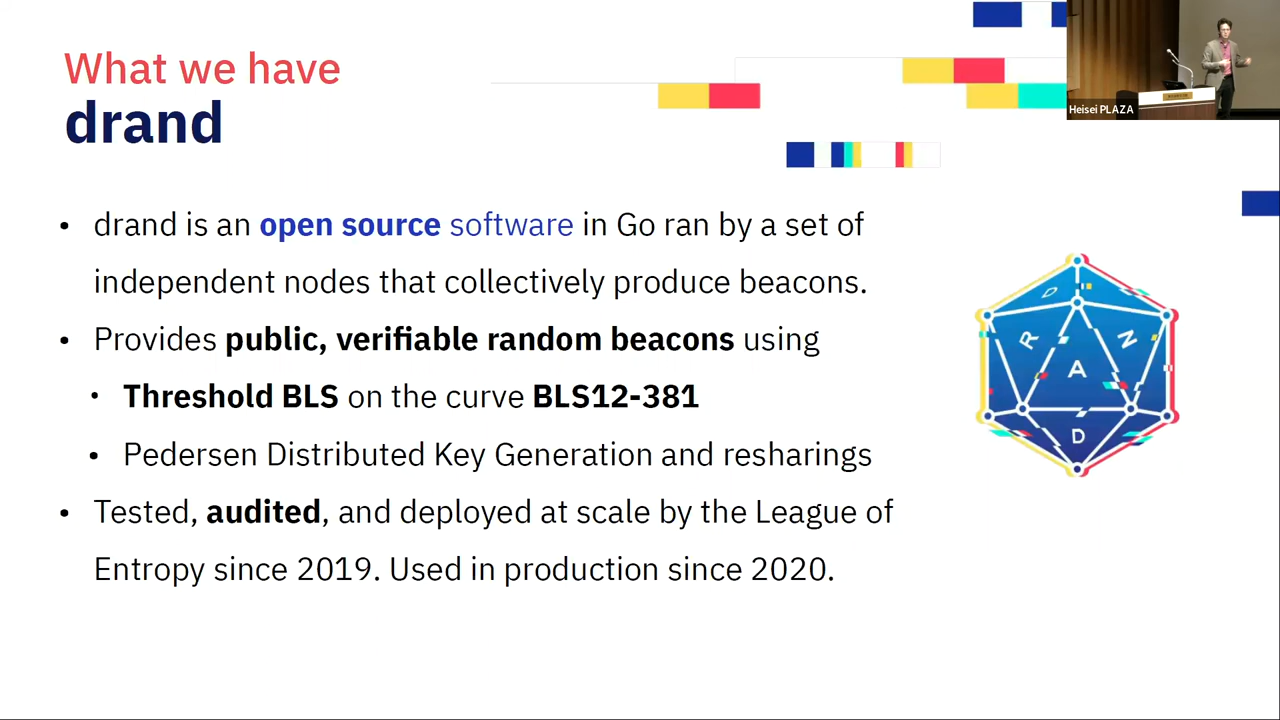 What we have
drand
Heisei PLAZA
• drand is an open source software in Go ran by a set of
independent nodes that collectively produce beacons.
• Provides public, verifiable random beacons using
• Threshold BLS on the curve BLS12-381
• Pedersen Distributed Key Generation and resharings
• Tested, audited, and deployed at scale by the League of
Entropy since 2019. Used in production since 2020.
D
R
A
N
D